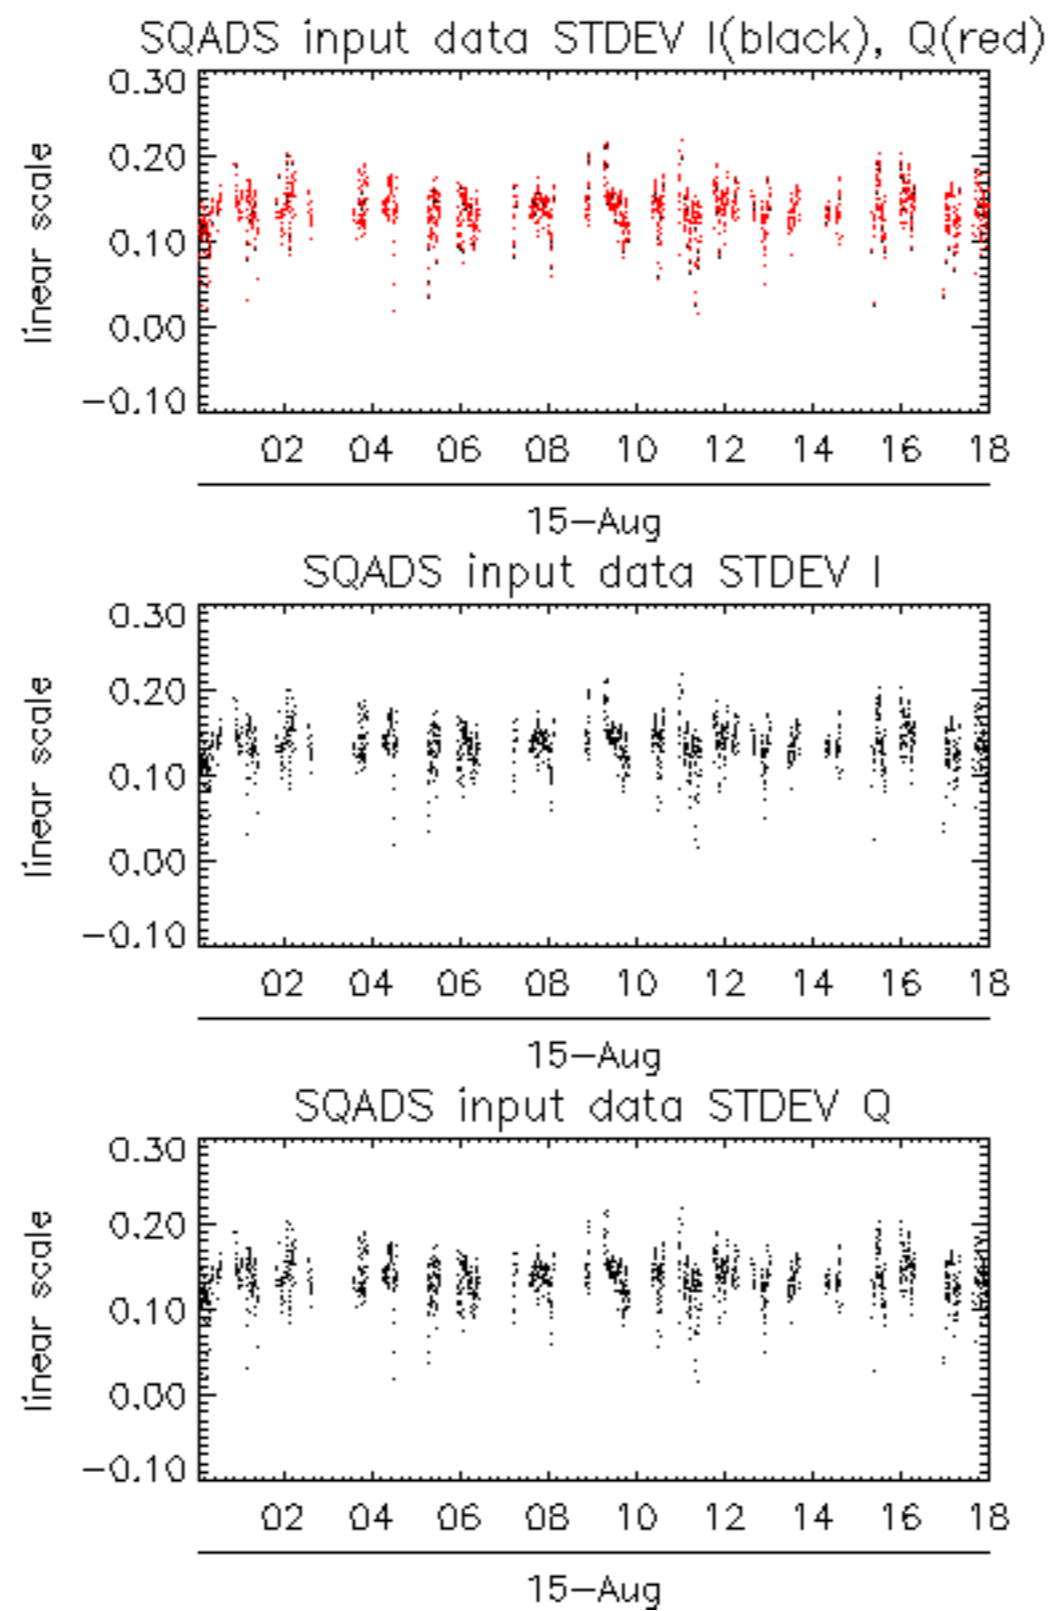 SQADS input data STDEV I(black), Q(red)
0.30
0.20
0.10
0.00
-0.10
linear scale
02 04 06 08 10 12 14 16 18
15-Aug
SQADS input data STDEV I
0.30
0.20
0.10
0.00
-0.10
linear scale
02 04 06 08 10 12 14 16 18
15-Aug
SQADS input data STDEV Q
0.30
0.20
0.10
0.00
-0.10
linear scale
02 04 06 08 10 12 14 16 18
15-Aug